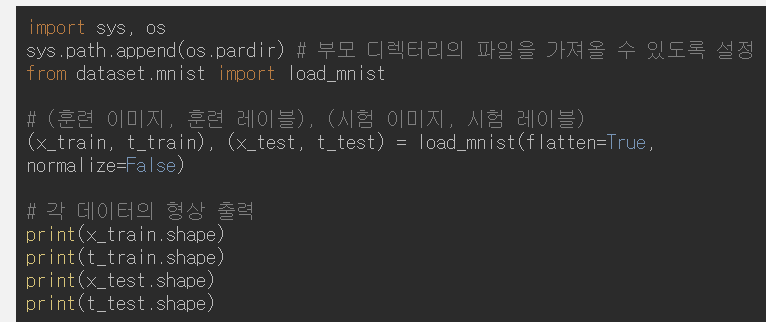 import sys, os
sys.path.append(os.pardir) # 부모 디렉터리의 파일을 가져올 수 있도록 설정
from dataset.mnist import load_mnist
# (훈련 이미지, 훈련 레이블), (시험 이미지, 시험 레이블)
(x_train, t_train), (x_test, t_test) = load_mnist(flatten=True,
normalize=False)
# 각 데이터의 형상 출력
print(x_train.shape)
print(t_train.shape)
print(x_test.shape)
print(t_test.shape)